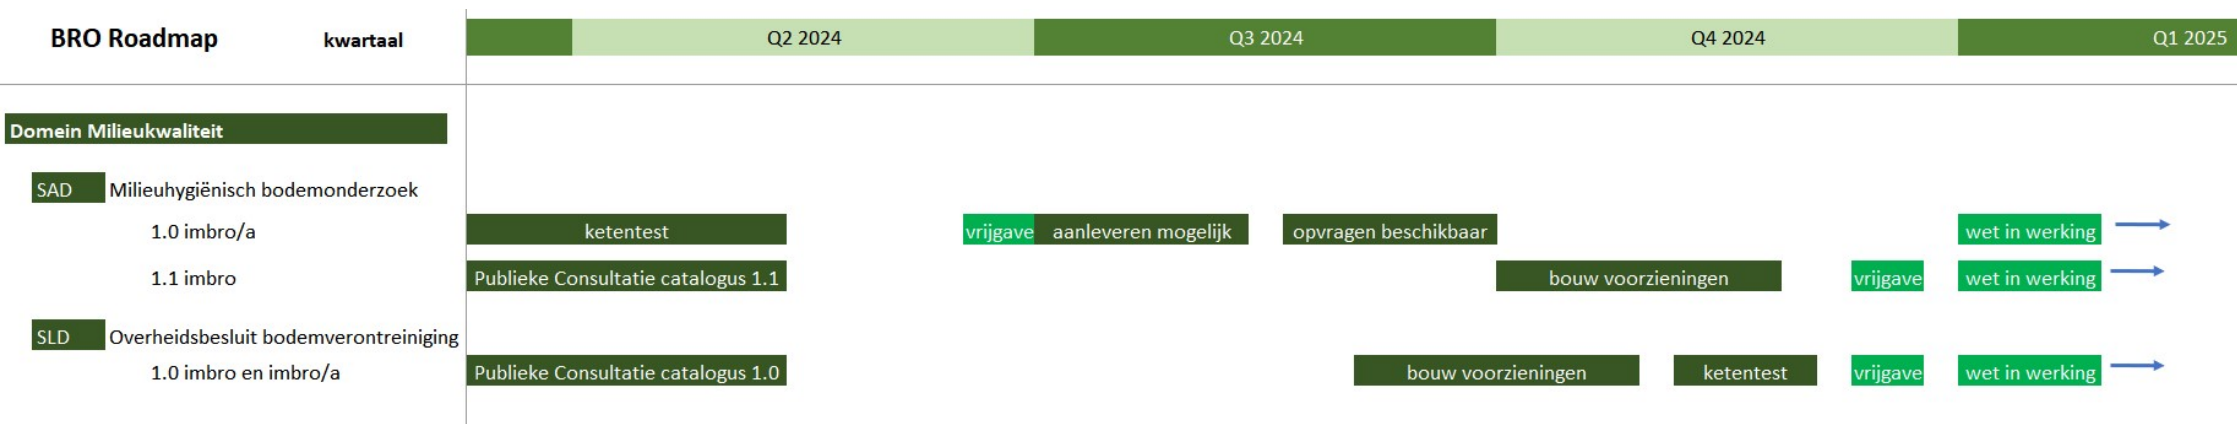 BRO Roadmap kwartaal Q2 2024 Q3 2024 Q4 2024 Q1 2025
Domein Milieukwaliteit
SAD Milieuhygiënisch bodemonderzoek
1.0 imbro/a ketentest vrijgave aanleveren mogelijk opvragen beschikbaar wet in werking
1.1 imbro Publieke Consultatie catalogus 1.1 bouw voorzieningen vrijgave wet in werking
SLD Overheidsbesluit bodemverontreiniging
1.0 imbro en imbro/a Publieke Consultatie catalogus 1.0 bouw voorzieningen ketentest vrijgave wet in werking